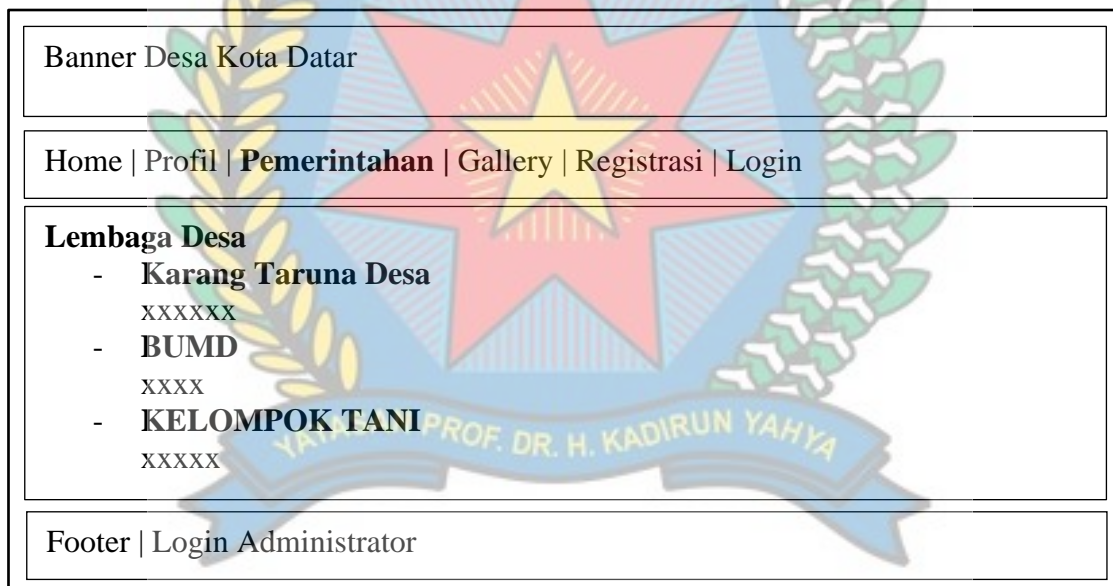 Banner Desa Kota Datar
Home | Profil | Pemerintahan | Gallery | Registrasi | Login
Lembaga Desa
- Karang Taruna Desa
xxxxxx
- BUMD
xxxx
- KELOMPOK TANI
xxxxx
YAYASAN PROF. DR. H. KADIRUN YAHYA
Footer | Login Administrator